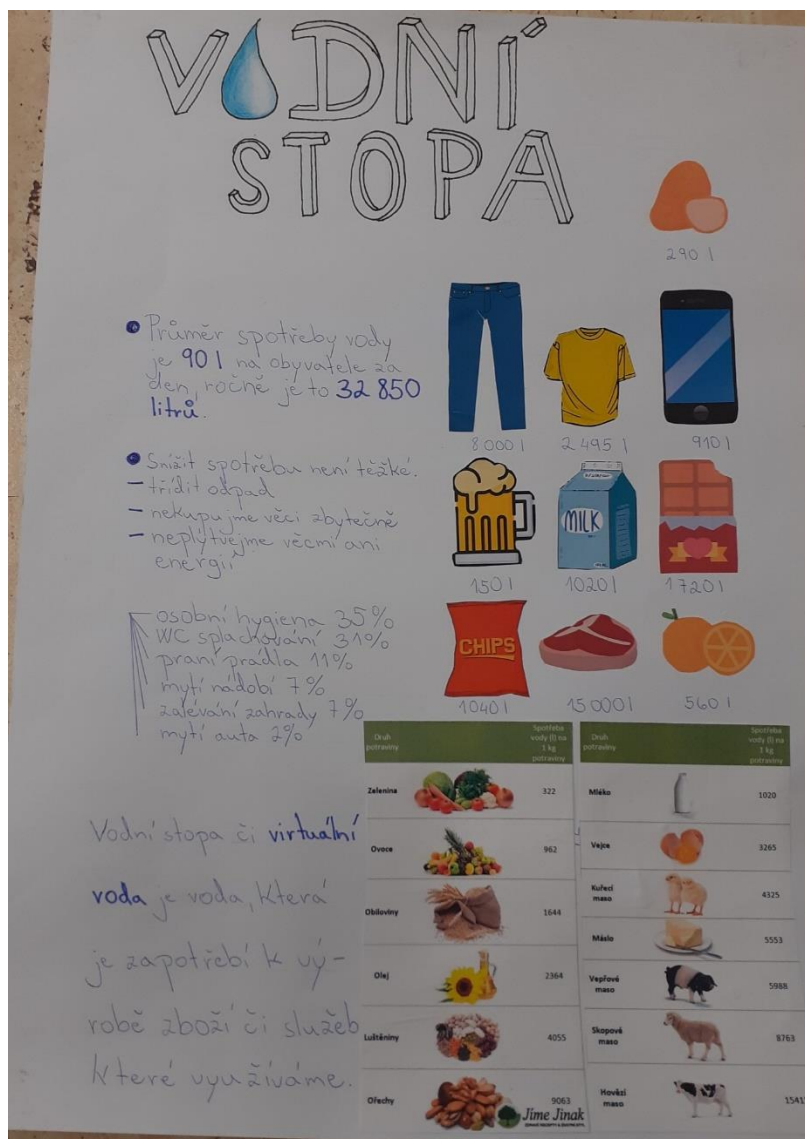 VODNÍ
STOPA
290 l
Průměr spotřeby vody
je 90 l na obyvatele za
den, ročně je to 32 850
litrů.
8 000 l
2 495 l
910 l
Snížit spotřebu není těžké.
– třídit odpad
– nekupujme věci zbytečně
– neplýtvejme věcmi ani
energií
MILK
150 l
1020 l
1720 l
osobní hygiena 35%
WC splachování 31%
praní prádla 11%
mytí nádobí 7%
zalévání zahrady 7%
mytí auta 2%
CHIPS
1040 l
15 000 l
560 l
Vodní stopa či virtuální
voda je voda, která
je zapotřebí k vý-
robě zboží či služeb
které využíváme.
Druh
potraviny
Spotřeba
vody (l) na
1 kg
potraviny
Zelenina 322
Ovoce 962
Obiloviny 1644
Olej 2364
Luštěniny 4055
Ořechy 9063
Jíme Jinak
Druh
potraviny
Spotřeba
vody (l) na
1 kg
potraviny
Mléko 1020
Vejce 3265
Kuřecí
maso 4325
Máslo 5553
Vepřové
maso 5988
Skopové
maso 8763
Hovězí
maso 1541